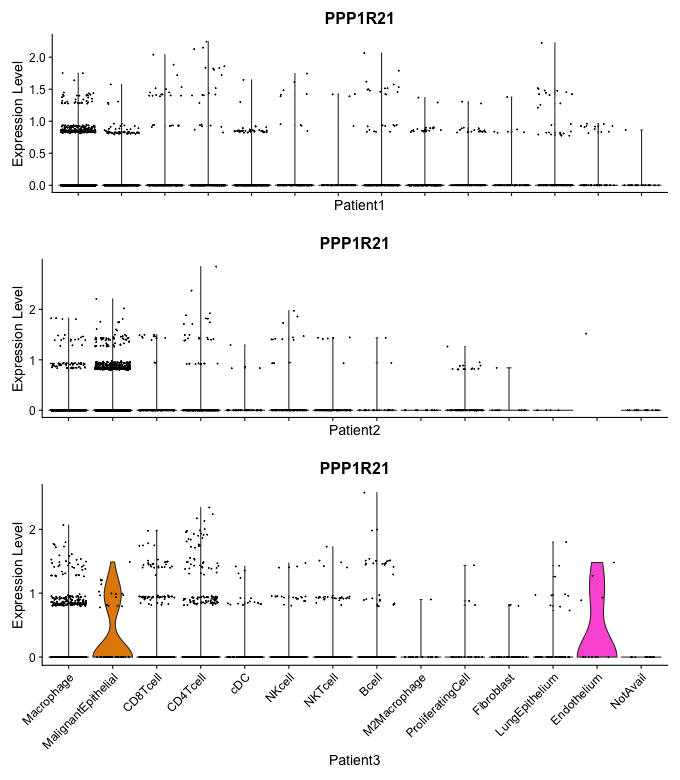 PPP1R21
Expression Level
2.0
1.5
1.0
0.5
0.0
Patient1
PPP1R21
Expression Level
2
1
0
Patient2
PPP1R21
Expression Level
2
1
0
Macrophage
MalignantEpithelial
CD8Tcell
CD4Tcell
cDC
NKcell
NKTcell
Bcell
M2Macrophage
ProliferatingCell
Fibroblast
LungEpithelium
Endothelium
NotAvail
Patient3